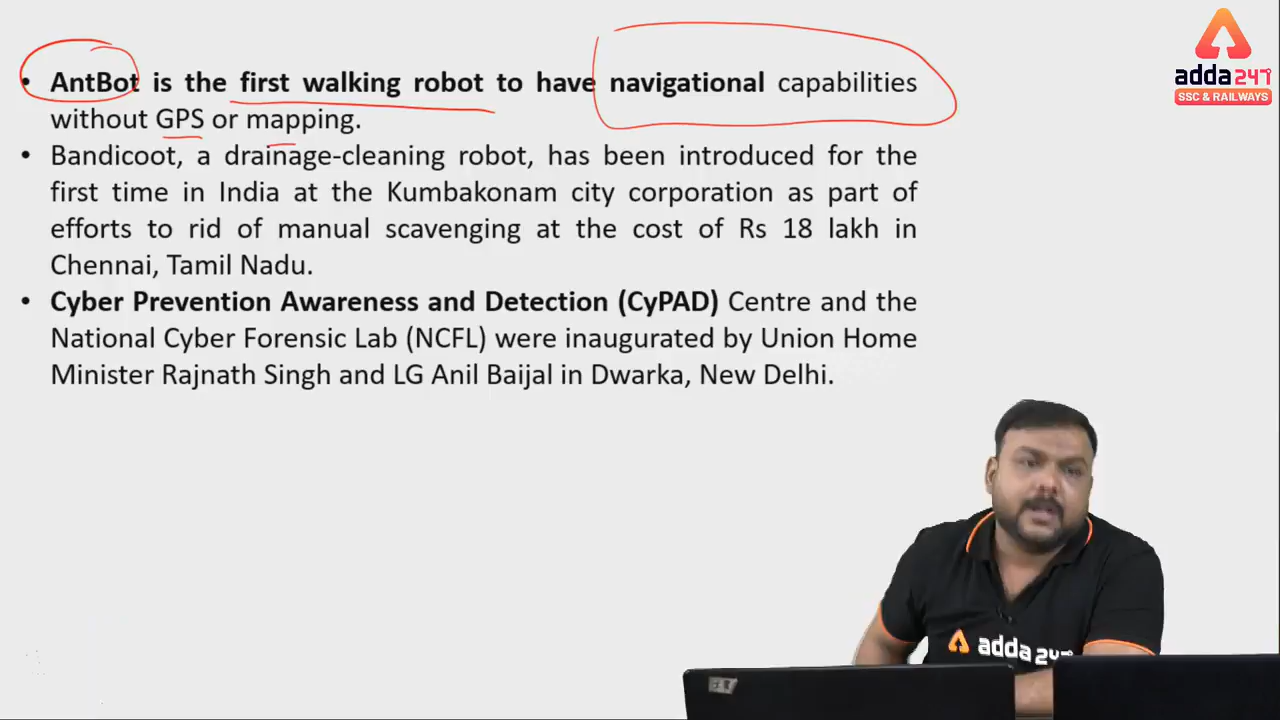 • AntBot is the first walking robot to have navigational capabilities
without GPS or mapping.
• Bandicoot, a drainage-cleaning robot, has been introduced for the
first time in India at the Kumbakonam city corporation as part of
efforts to rid of manual scavenging at the cost of Rs 18 lakh in
Chennai, Tamil Nadu.
• Cyber Prevention Awareness and Detection (CyPAD) Centre and the
National Cyber Forensic Lab (NCFL) were inaugurated by Union Home
Minister Rajnath Singh and LG Anil Baijal in Dwarka, New Delhi.
adda247
SSC & RAILWAYS
adda247